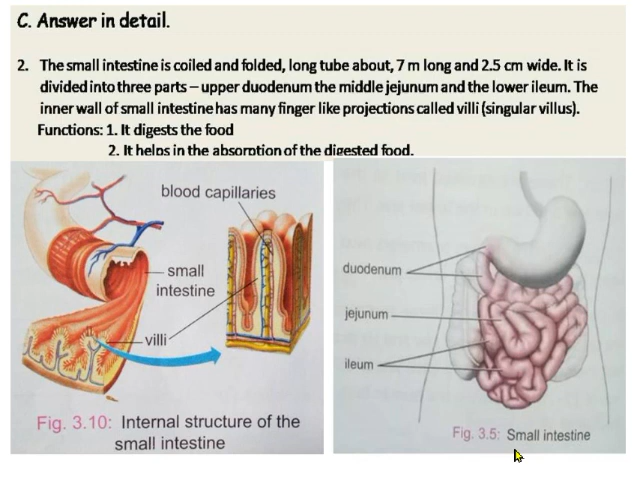 C. Answer in detail.
2. The small intestine is coiled and folded, long tube about, 7 m long and 2.5 cm wide. It is
divided into three parts – upper duodenum the middle jejunum and the lower ileum. The
inner wall of small intestine has many finger like projections called villi (singular villus).
Functions: 1. It digests the food
2. It helps in the absorption of the digested food.
blood capillaries
small
intestine
villi
Fig. 3.10: Internal structure of the
small intestine
duodenum
jejunum
ileum
Fig. 3.5: Small intestine